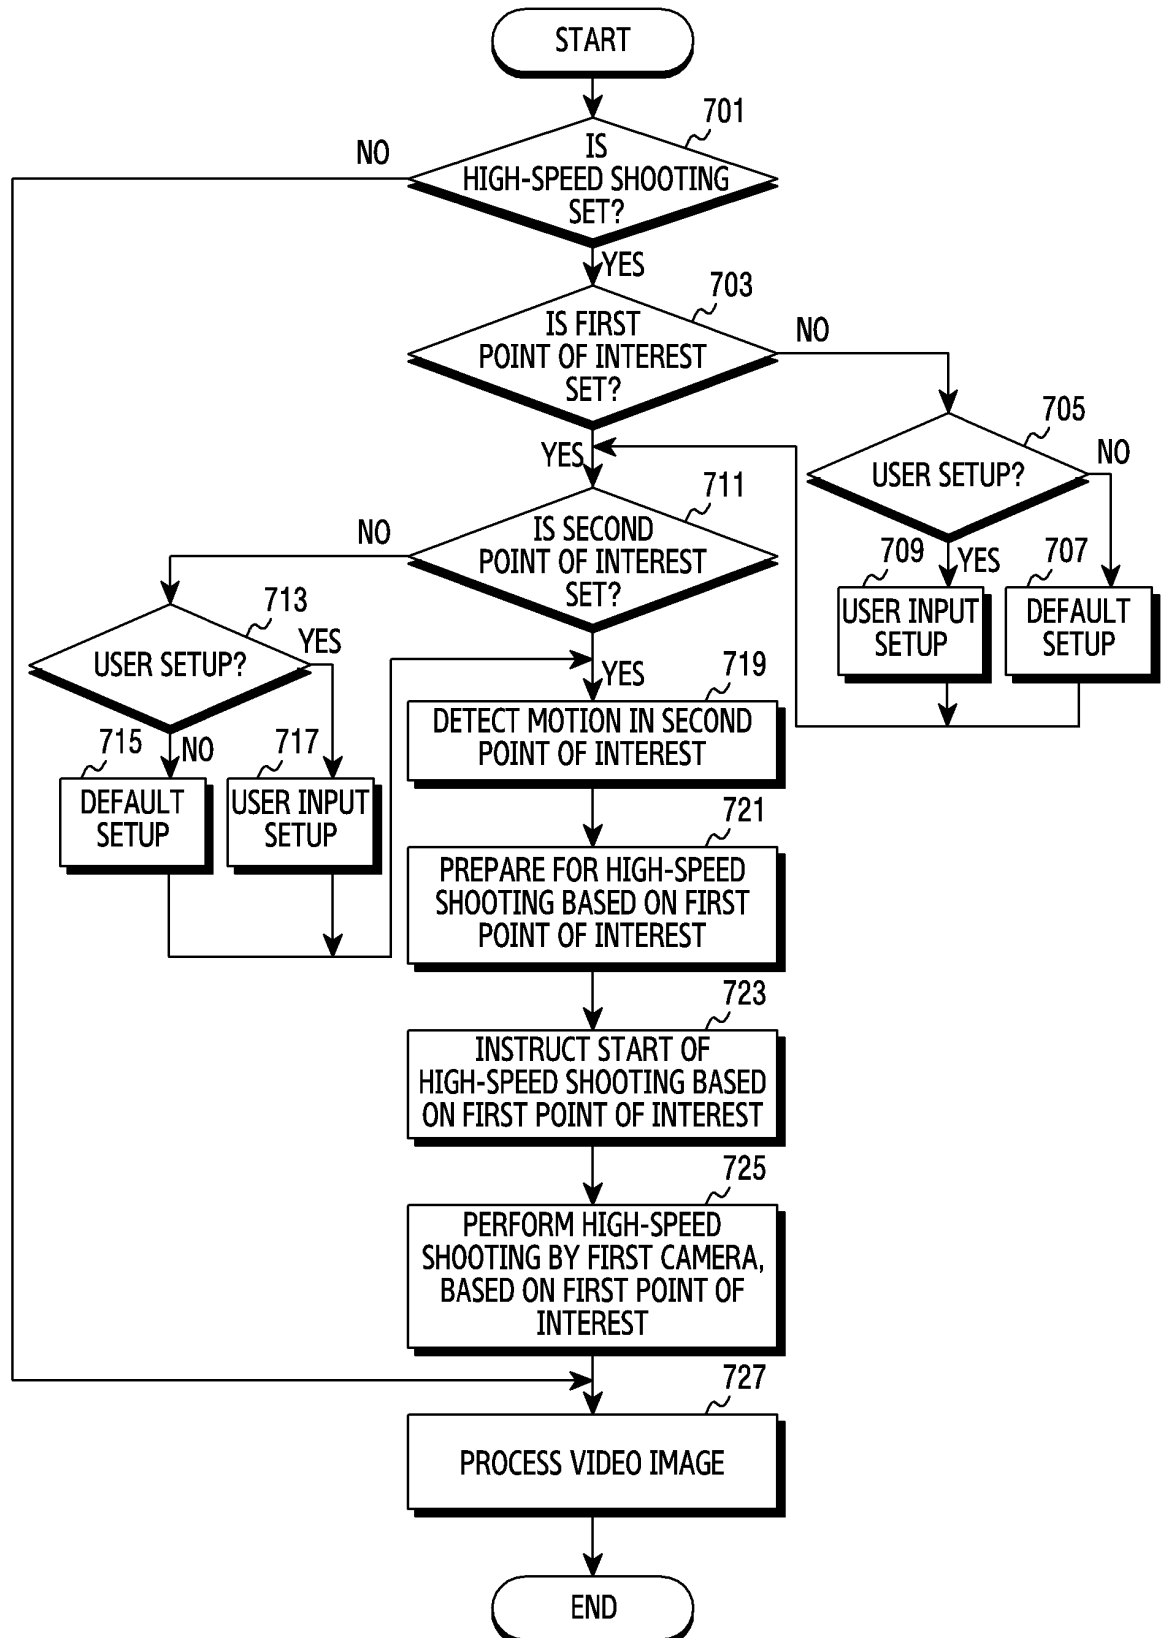 START
701
IS
HIGH-SPEED SHOOTING
SET?
NO
YES
703
IS FIRST
POINT OF INTEREST
SET?
NO
YES
705
USER SETUP?
NO
YES
709
USER INPUT
SETUP
707
DEFAULT
SETUP
711
IS SECOND
POINT OF INTEREST
SET?
NO
YES
713
USER SETUP?
YES
NO
715
DEFAULT
SETUP
717
USER INPUT
SETUP
719
DETECT MOTION IN SECOND
POINT OF INTEREST
721
PREPARE FOR HIGH-SPEED
SHOOTING BASED ON FIRST
POINT OF INTEREST
723
INSTRUCT START OF
HIGH-SPEED SHOOTING BASED
ON FIRST POINT OF INTEREST
725
PERFORM HIGH-SPEED
SHOOTING BY FIRST CAMERA,
BASED ON FIRST POINT OF
INTEREST
727
PROCESS VIDEO IMAGE
END